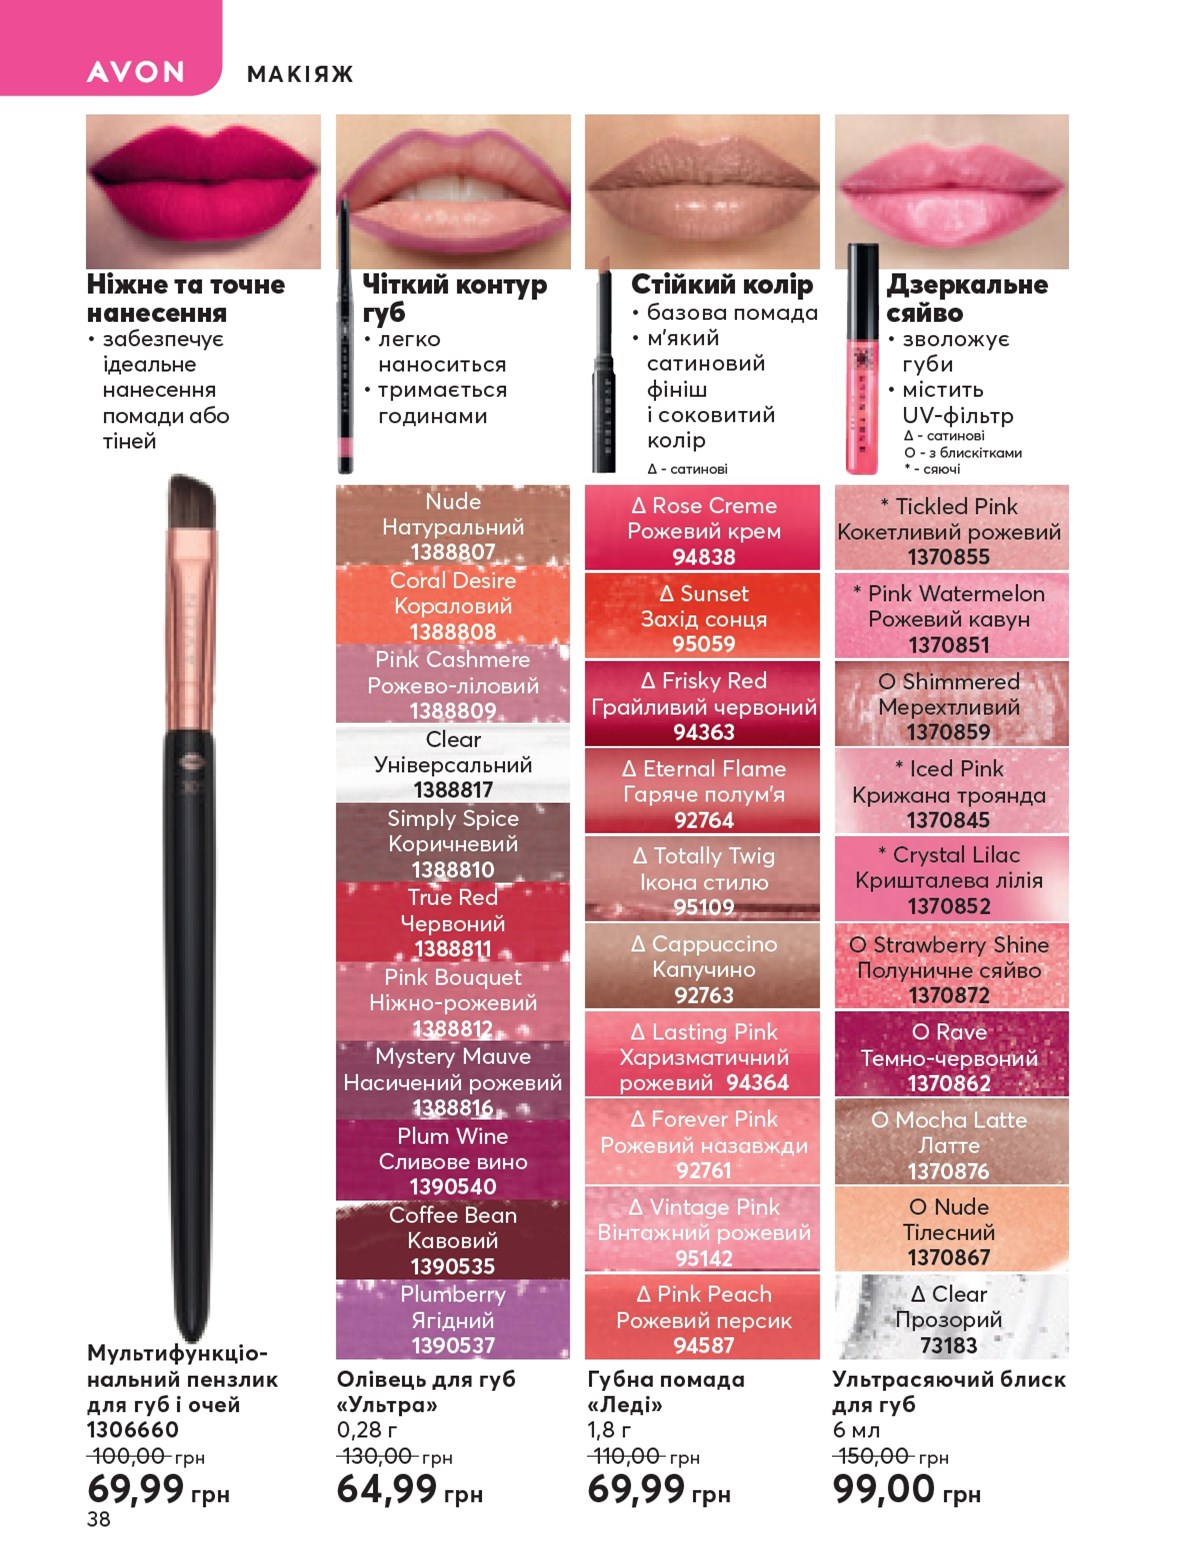 AVON
МАКІЯЖ
Ніжне та точне
нанесення
• забезпечує
ідеальне
нанесення
помади або
тіней
Мультифункціо-
нальний пензлик
для губ і очей
1306660
100,00 грн
69,99 грн
38
Чіткий контур
губ
• легко
наноситься
• тримається
годинами
Nude
Натуральний
1388807
Coral Desire
Кораловий
1388808
Pink Cashmere
Рожево-ліловий
1388809
Clear
Універсальний
1388817
Simply Spice
Коричневий
1388810
True Red
Червоний
1388811
Pink Bouquet
Ніжно-рожевий
1388812
Mystery Mauve
Насичений рожевий
1388816
Plum Wine
Сливове вино
1390540
Coffee Bean
Кавовий
1390535
Plumberry
Ягідний
1390537
Олівець для губ
«Ультра»
0,28 г
130,00 грн
64,99 грн
Стійкий колір
• базова помада
• м'який
сатиновий
фініш
і соковитий
колір
Δ - сатинові
Δ Rose Creme
Рожевий крем
94838
Δ Sunset
Захід сонця
95059
Δ Frisky Red
Грайливий червоний
94363
Δ Eternal Flame
Гаряче полум'я
92764
Δ Totally Twig
Ікона стилю
95109
Δ Cappuccino
Капучино
92763
Δ Lasting Pink
Харизматичний
рожевий 94364
Δ Forever Pink
Рожевий назавжди
92761
Δ Vintage Pink
Вінтажний рожевий
95142
Δ Pink Peach
Рожевий персик
94587
Губна помада
«Леді»
1,8 г
110,00 грн
69,99 грн
Дзеркальне
сяйво
• зволожує
губи
• містить
UV-фільтр
Δ - сатинові
О - з блискітками
* - сяючі
* Tickled Pink
Кокетливий рожевий
1370855
* Pink Watermelon
Рожевий кавун
1370851
О Shimmered
Мерехтливий
1370859
* Iced Pink
Крижана троянда
1370845
* Crystal Lilac
Кришталева лілія
1370852
О Strawberry Shine
Полуничне сяйво
1370872
О Rave
Темно-червоний
1370862
О Mocha Latte
Латте
1370876
О Nude
Тілесний
1370867
Δ Clear
Прозорий
73183
Ультрасяючий блиск
для губ
6 мл
150,00 грн
99,00 грн